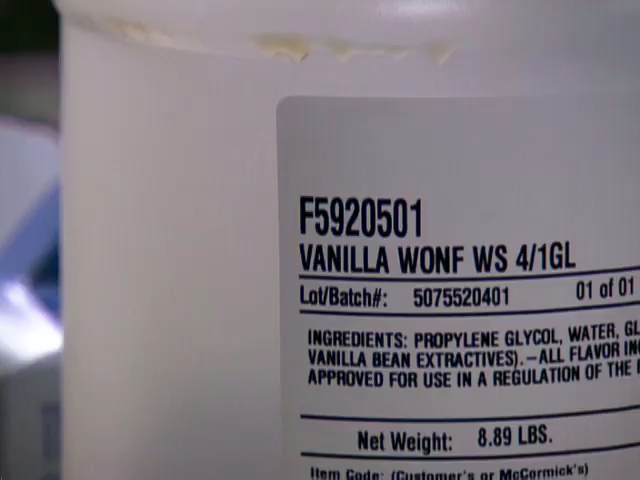 F5920501
VANILLA WONF WS 4/1GL
Lot/Batch#: 5075520401 01 of 01
INGREDIENTS: PROPYLENE GLYCOL, WATER, GL
VANILLA BEAN EXTRACTIVES).-ALL FLAVOR IN
APPROVED FOR USE IN A REGULATION OF THE
Net Weight: 8.89 LBS.
Item Code: (Customer's or McCormick's)